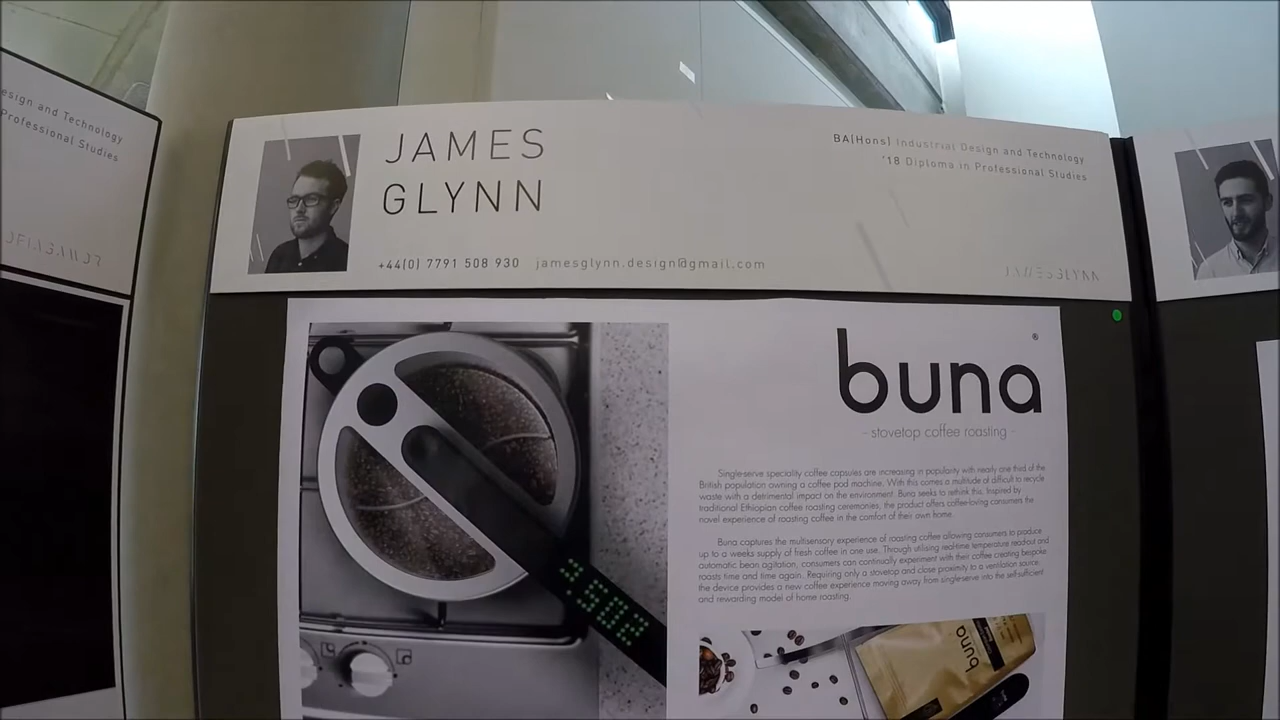 esign and Technology
Professional Studies
JAMES
GLYNN
+44(0) 7791 508 930 jamesglynn.design@gmail.com
BA[Hons] Industrial Design and Technology
'18 Diploma in Professional Studies
JAMESGLYNN
buna®
- stovetop coffee roasting -
Single-serve speciality coffee capsules are increasing in popularity with nearly one third of the
British population owning a coffee pod machine. With this comes a multitude of difficult to recycle
waste with a detrimental impact on the environment. Buna seeks to rethink this. Inspired by
traditional Ethiopian coffee roasting ceremonies, the product offers coffee-loving consumers the
novel experience of roasting coffee in the comfort of their own home.
Buna captures the multisensory experience of roasting coffee allowing consumers to produce
up to a weeks supply of fresh coffee in one use. Through utilising real-time temperature read-out and
automatic bean agitation, consumers can continually experiment with their coffee creating bespoke
roasts time and time again. Requiring only a stovetop and close proximity to a ventilation source,
the device provides a new coffee experience moving away from single-serve into the self-sufficient
and rewarding model of home roasting.
buna